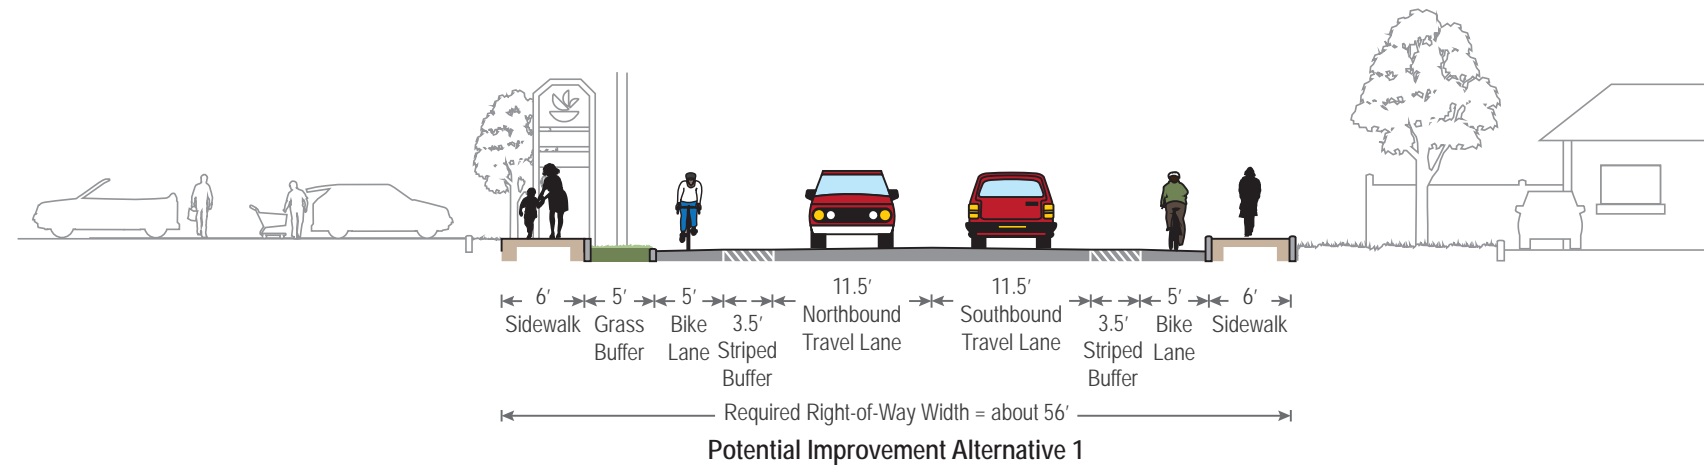 6′
Sidewalk
5′
Grass
Buffer
5′
Bike
Lane
3.5′
Striped
Buffer
11.5′
Northbound
Travel Lane
11.5′
Southbound
Travel Lane
3.5′
Striped
Buffer
5′
Bike
Lane
6′
Sidewalk
Required Right-of-Way Width = about 56′
Potential Improvement Alternative 1